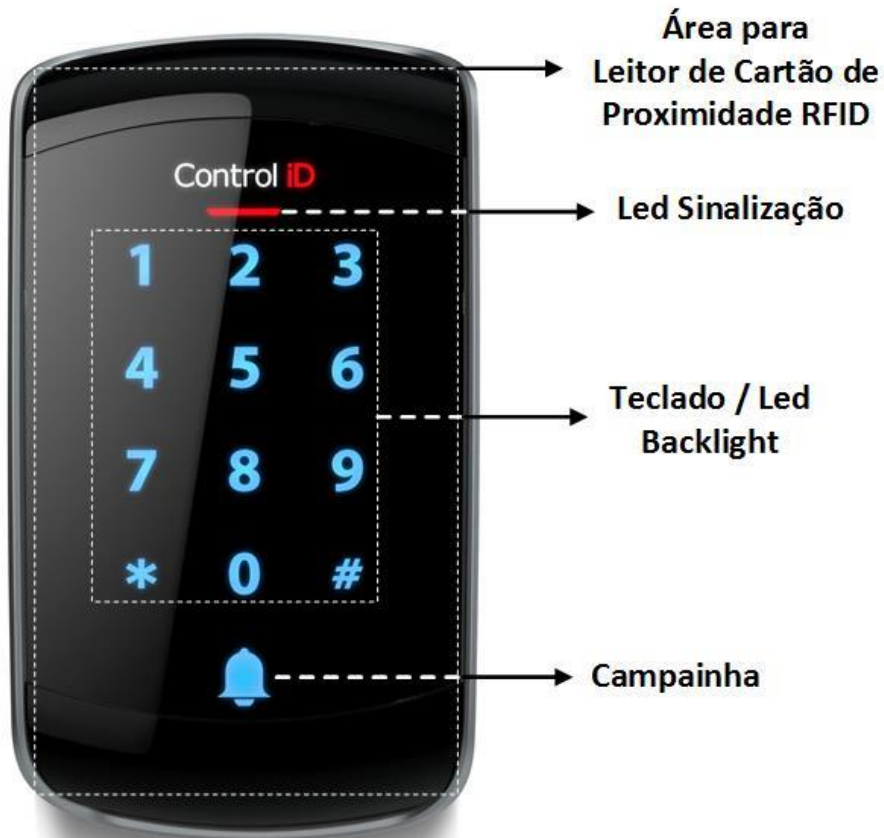 Área para
Leitor de Cartão de
Proximidade RFID
Control iD
Led Sinalização
1 2 3
4 5 6
Teclado / Led
Backlight
7 8 9
* 0 #
Campainha